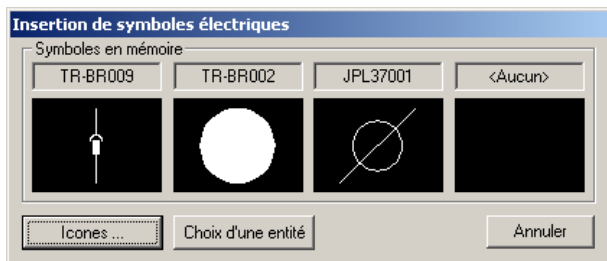 Insertion de symboles électriques
Symboles en mémoire
TR-BR009 TR-BR002 JPL37001 <Aucun>
Icones ... Choix d'une entité Annuler